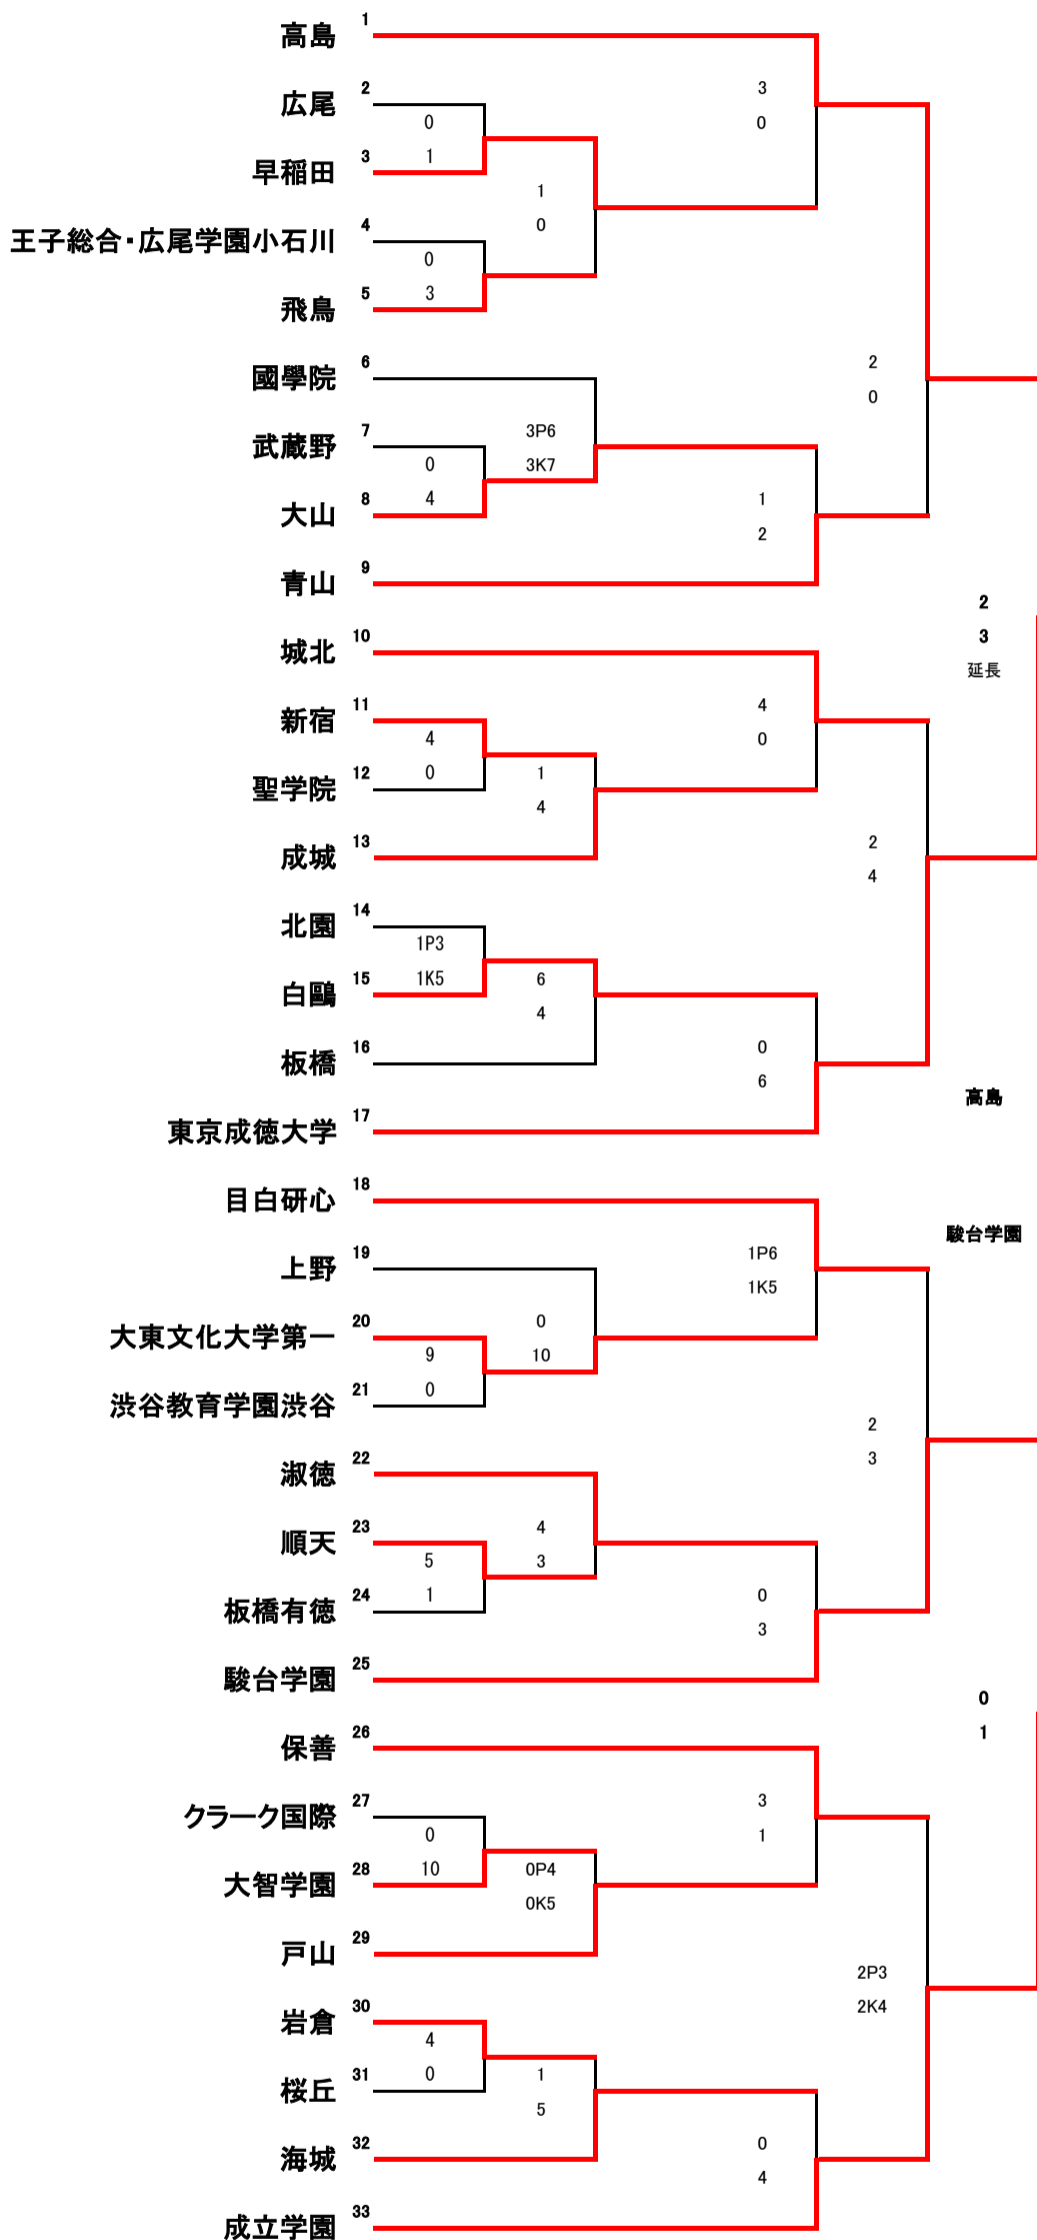 高島 1
3
広尾 2
0
0
早稲田 3
1
1
王子総合・広尾学園小石川 4
0
0
飛鳥 5
3
國學院 6
2
0
武蔵野 7
3P6
0
3K7
大山 8
4
1
2
青山 9
2
城北 10
3
延長
新宿 11
4
4
0
聖学院 12
0
1
4
成城 13
2
4
北園 14
1P3
白鷗 15
1K5
6
4
板橋 16
0
6
東京成徳大学 17
高島
目白研心 18
駿台学園
上野 19
1P6
1K5
大東文化大学第一 20
0
9
10
渋谷教育学園渋谷 21
0
2
淑徳 22
3
順天 23
4
5
3
板橋有徳 24
1
0
3
駿台学園 25
0
保善 26
1
クラーク国際 27
3
0
1
大智学園 28
10
0P4
0K5
戸山 29
2P3
岩倉 30
2K4
4
桜丘 31
0
1
5
海城 32
0
4
成立学園 33